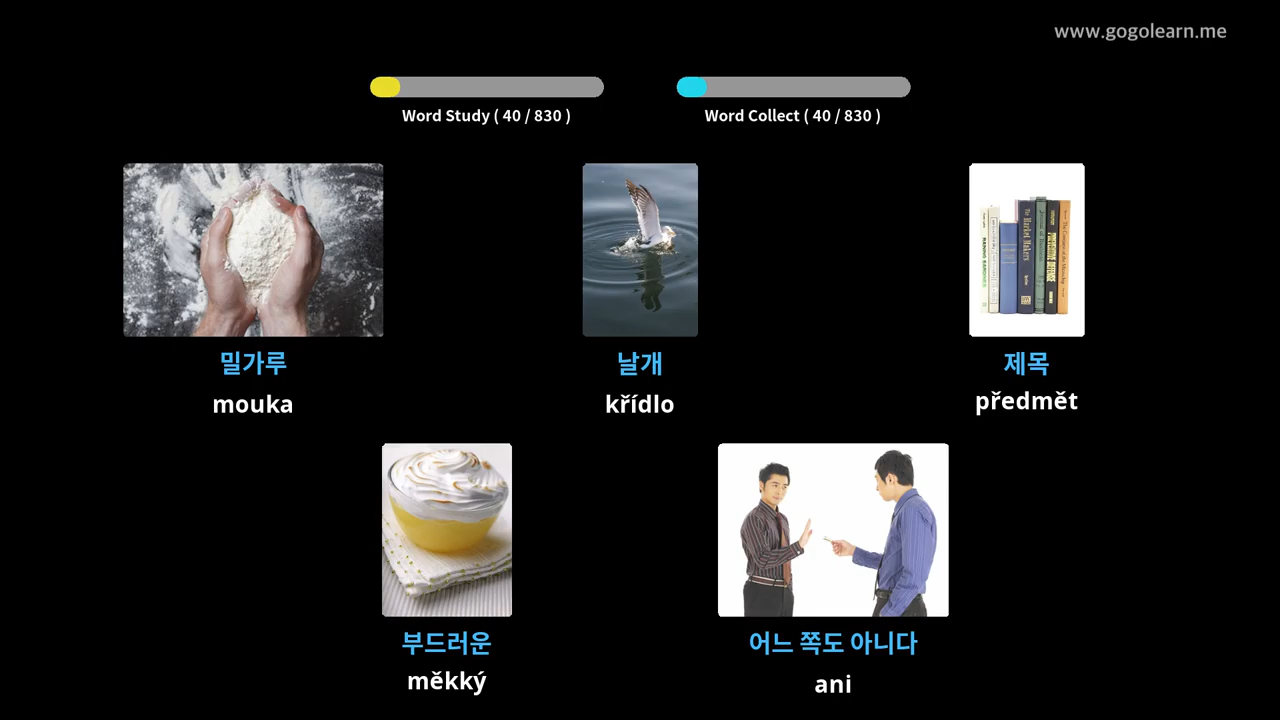 www.gogolearn.me
Word Study ( 40 / 830 )
Word Collect ( 40 / 830 )
밀가루
mouka
날개
křídlo
제목
předmět
부드러운
měkký
어느 쪽도 아니다
ani